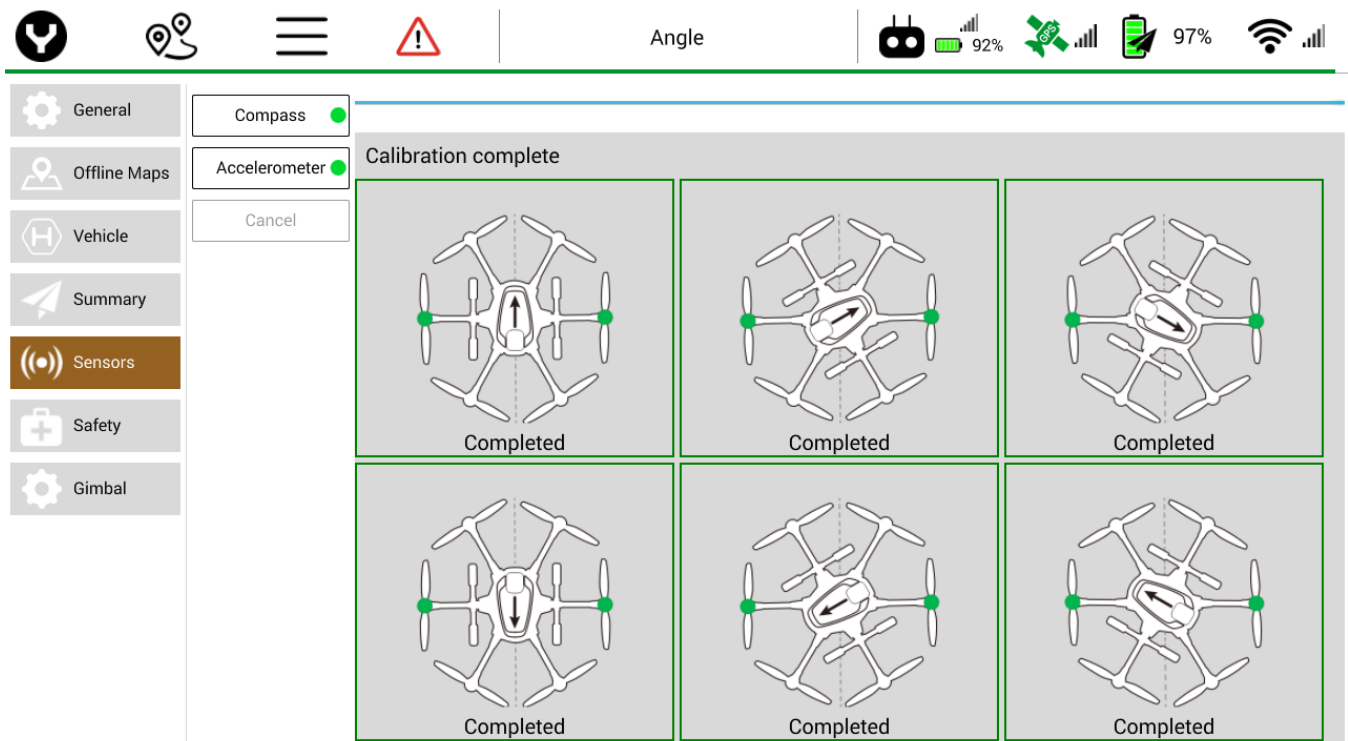 Angle
92%
GPS
97%
General
Offline Maps
Vehicle
Summary
Sensors
Safety
Gimbal
Compass
Accelerometer
Cancel
Calibration complete
Completed
Completed
Completed
Completed
Completed
Completed